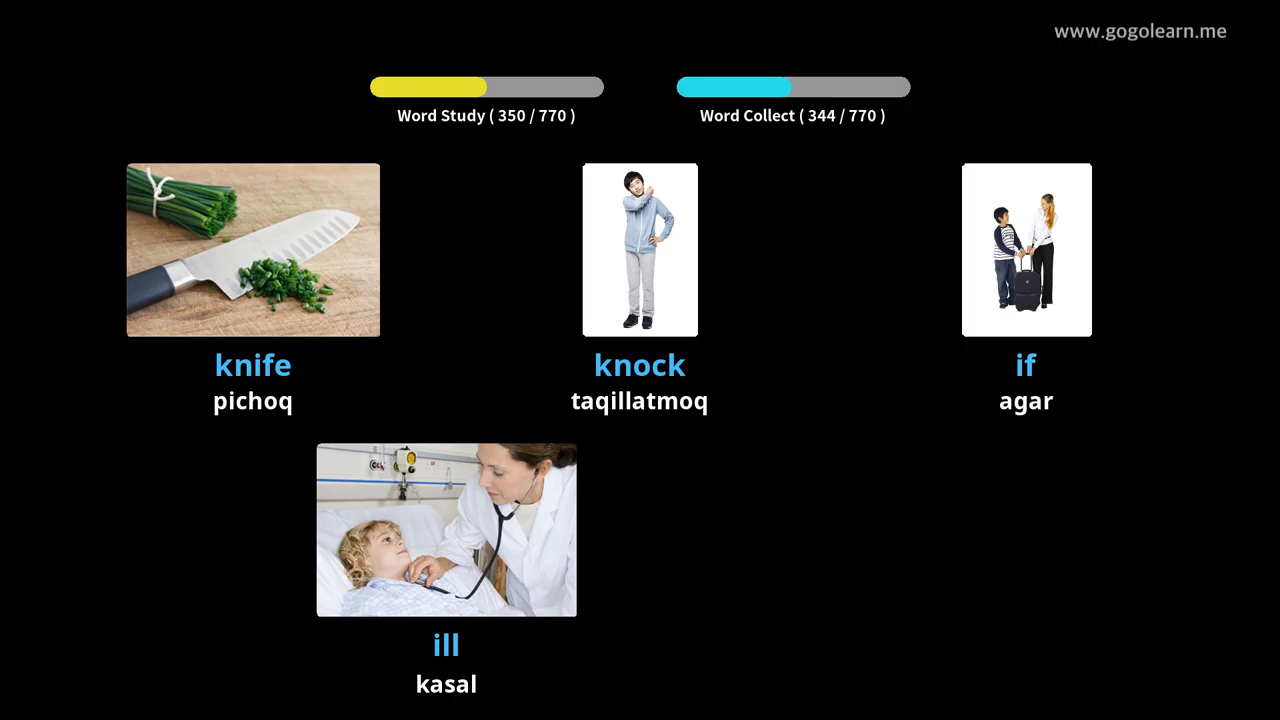 www.gogolearn.me
Word Study ( 350 / 770 )
Word Collect ( 344 / 770 )
knife
pichoq
knock
taqillatmoq
if
agar
ill
kasal